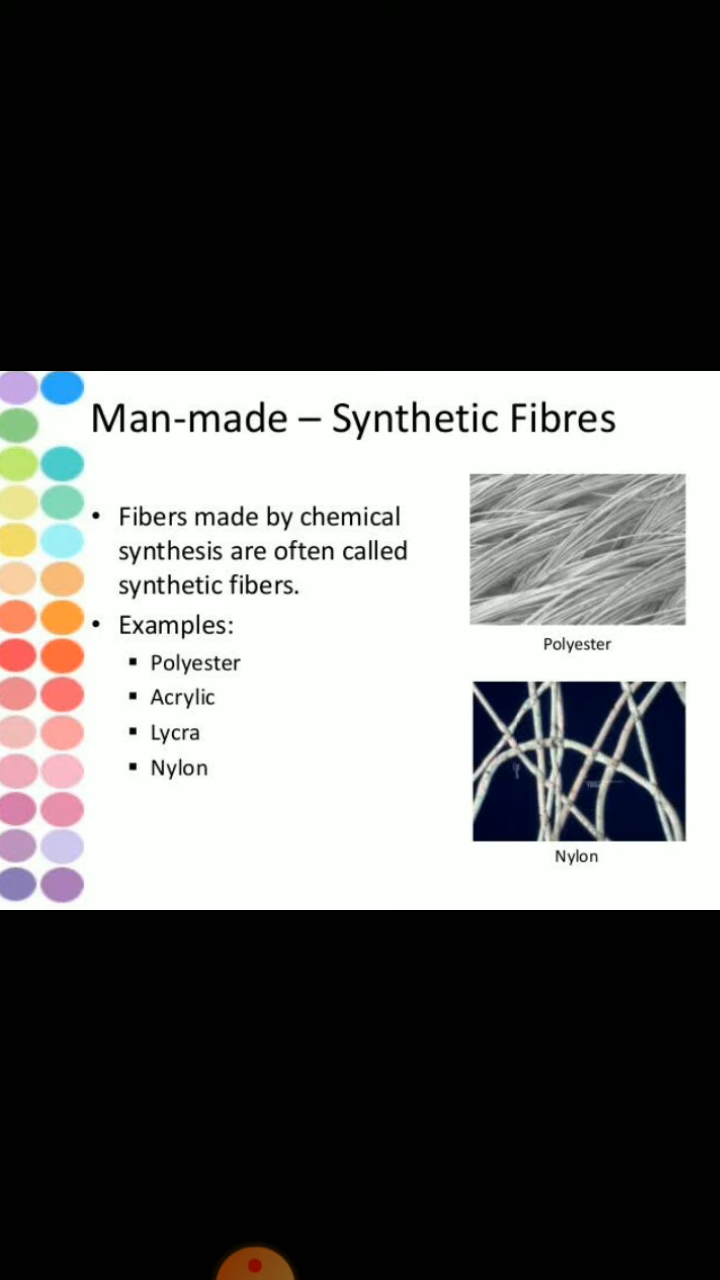 Man-made – Synthetic Fibres
• Fibers made by chemical
synthesis are often called
synthetic fibers.
• Examples:
▪ Polyester
▪ Acrylic
▪ Lycra
▪ Nylon
Polyester
Nylon